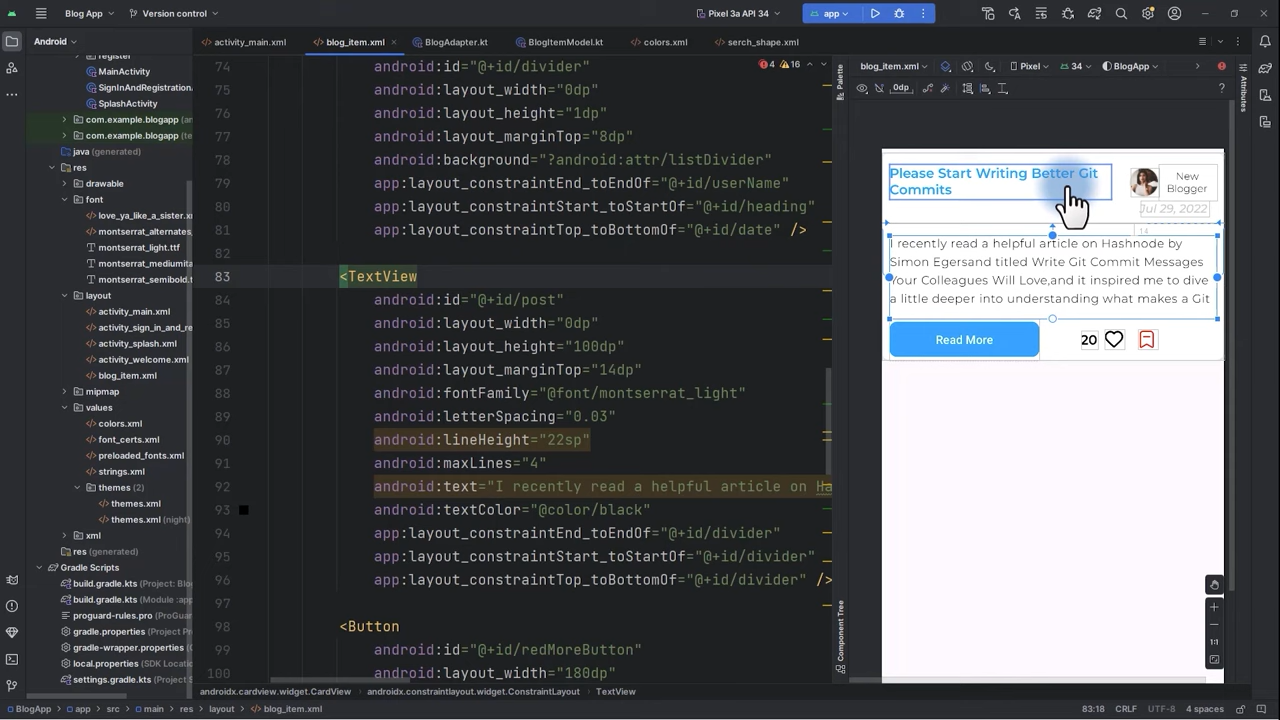 Blog App
Version control
Pixel 3a API 34
app
Android
activity_main.xml
blog_item.xml
BlogAdapter.kt
BlogItemModel.kt
colors.xml
serch_shape.xml
register
MainActivity
SignInAndRegistration
SplashActivity
com.example.blogapp (an
com.example.blogapp (te
java (generated)
res
drawable
font
love_ya_like_a_sister.x
montserrat_alternates_
montserrat_light.ttf
montserrat_mediumita
montserrat_semibold.t
layout
activity_main.xml
activity_sign_in_and_re
activity_splash.xml
activity_welcome.xml
blog_item.xml
mipmap
values
colors.xml
font_certs.xml
preloaded_fonts.xml
strings.xml
themes (2)
themes.xml
themes.xml (night)
xml
res (generated)
Gradle Scripts
build.gradle.kts (Project: Blo
build.gradle.kts (Module :ap
proguard-rules.pro (ProGua
gradle.properties (Project Pr
gradle-wrapper.properties (
local.properties (SDK Locatio
settings.gradle.kts (Project S
74 android:id="@+id/divider"
75 android:layout_width="0dp"
76 android:layout_height="1dp"
77 android:layout_marginTop="8dp"
78 android:background="?android:attr/listDivider"
79 app:layout_constraintEnd_toEndOf="@+id/userName"
80 app:layout_constraintStart_toStartOf="@+id/heading"
81 app:layout_constraintTop_toBottomOf="@+id/date" />
82
83 <TextView
84 android:id="@+id/post"
85 android:layout_width="0dp"
86 android:layout_height="100dp"
87 android:layout_marginTop="14dp"
88 android:fontFamily="@font/montserrat_light"
89 android:letterSpacing="0.03"
90 android:lineHeight="22sp"
91 android:maxLines="4"
92 android:text="I recently read a helpful article on Ha
93 android:textColor="@color/black"
94 app:layout_constraintEnd_toEndOf="@+id/divider"
95 app:layout_constraintStart_toStartOf="@+id/divider"
96 app:layout_constraintTop_toBottomOf="@+id/divider" />
97
98 <Button
99 android:id="@+id/redMoreButton"
100 android:layout_width="180dp"
4 16
Palette
Component Tree
blog_item.xml
Pixel
34
BlogApp
0dp
Attributes
Please Start Writing Better Git
Commits
New
Blogger
Jul 29, 2022
14
I recently read a helpful article on Hashnode by
Simon Egersand titled Write Git Commit Messages
Your Colleagues Will Love,and it inspired me to dive
a little deeper into understanding what makes a Git
Read More
20
1:1
androidx.cardview.widget.CardView
androidx.constraintlayout.widget.ConstraintLayout
TextView
BlogApp > app > src > main > res > layout > blog_item.xml
83:18
CRLF
UTF-8
4 spaces